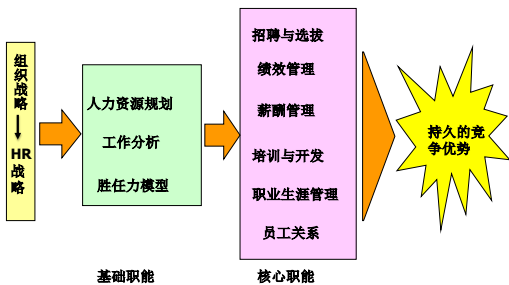 组织战略
HR
战略
人力资源规划
工作分析
胜任力模型
招聘与选拔
绩效管理
薪酬管理
培训与开发
职业生涯管理
员工关系
持久的竞
争优势
基础职能
核心职能